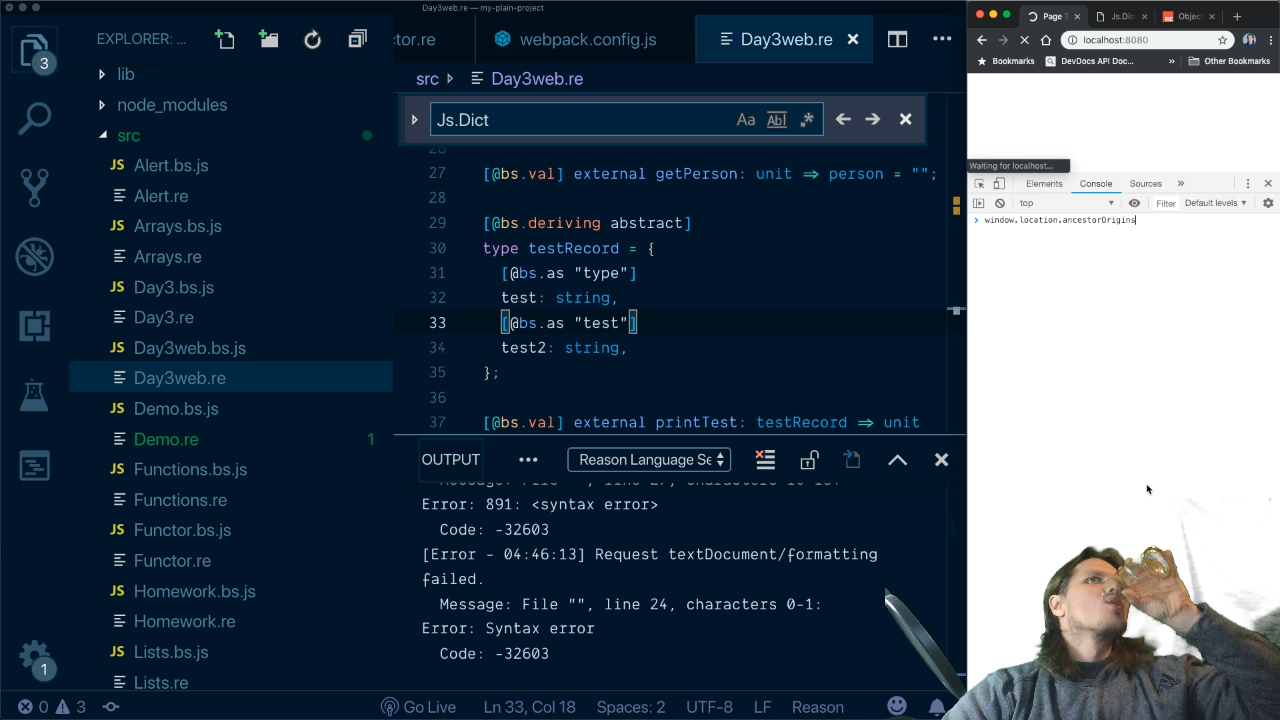 Day3web.re — my-plain-project
EXPLORER: ...
3
lib
node_modules
src
JS Alert.bs.js
Alert.re
JS Arrays.bs.js
Arrays.re
JS Day3.bs.js
Day3.re
JS Day3web.bs.js
Day3web.re
JS Demo.bs.js
Demo.re 1
JS Functions.bs.js
Functions.re
JS Functor.bs.js
Functor.re
JS Homework.bs.js
Homework.re
JS Lists.bs.js
Lists.re
1
tor.re webpack.config.js Day3web.re
src Day3web.re
Js.Dict Aa Abl .*
27 [@bs.val] external getPerson: unit => person = "";
28
29 [@bs.deriving abstract]
30 type testRecord = {
31 [@bs.as "type"]
32 test: string,
33 [@bs.as "test"]
34 test2: string,
35 };
36
37 [@bs.val] external printTest: testRecord => unit
OUTPUT ... Reason Language Se
Error: 891: <syntax error>
Code: -32603
[Error - 04:46:13] Request textDocument/formatting
failed.
Message: File "", line 24, characters 0-1:
Error: Syntax error
Code: -32603
0 3 Go Live Ln 33, Col 18 Spaces: 2 UTF-8 LF Reason
Page T Js.Dic Objec
localhost:8080
Bookmarks DevDocs API Doc... » Other Bookmarks
Waiting for localhost...
Elements Console Sources »
top Filter Default levels
window.location.ancestorOrigins